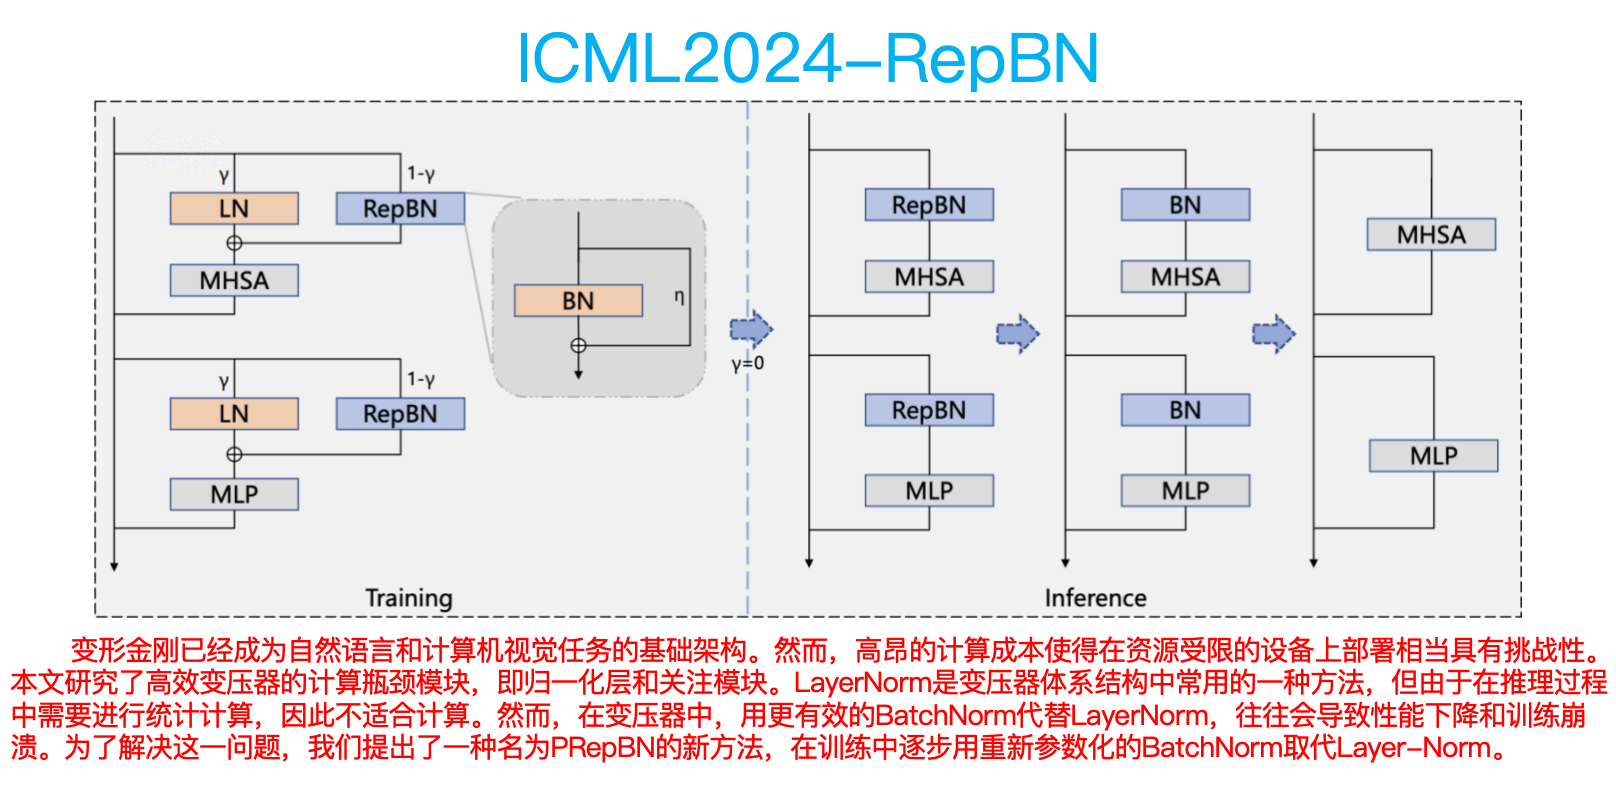 ICML2024-RepBN
γ
1-γ
LN
RepBN
MHSA
γ
1-γ
LN
RepBN
MLP
BN
η
γ=0
RepBN
MHSA
RepBN
MLP
BN
MHSA
BN
MLP
MHSA
MLP
Training
Inference
变形金刚已经成为自然语言和计算机视觉任务的基础架构。然而，高昂的计算成本使得在资源受限的设备上部署相当具有挑战性。
本文研究了高效变压器的计算瓶颈模块，即归一化层和关注模块。LayerNorm是变压器体系结构中常用的一种方法，但由于在推理过程
中需要进行统计计算，因此不适合计算。然而，在变压器中，用更有效的BatchNorm代替LayerNorm，往往会导致性能下降和训练崩
溃。为了解决这一问题，我们提出了一种名为PRepBN的新方法，在训练中逐步用重新参数化的BatchNorm取代Layer-Norm。